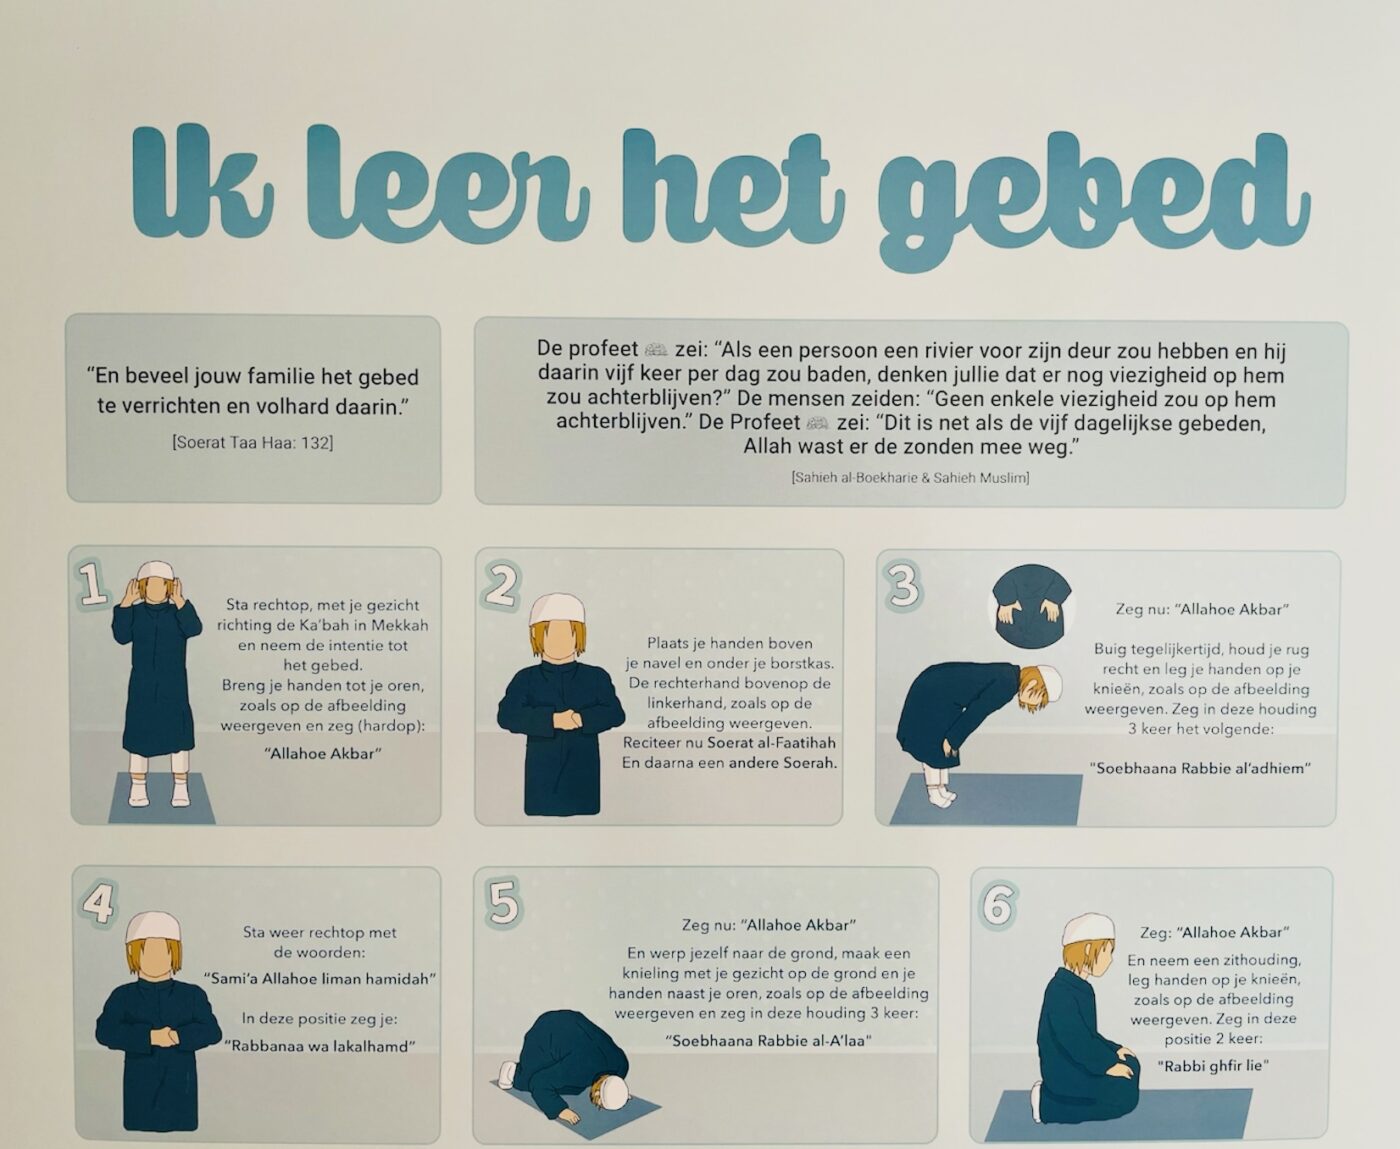 Ik leer het gebed
“En beveel jouw familie het gebed
te verrichten en volhard daarin.”
[Soerat Taa Haa: 132]
De profeet ﷺ zei: “Als een persoon een rivier voor zijn deur zou hebben en hij
daarin vijf keer per dag zou baden, denken jullie dat er nog viezigheid op hem
zou achterblijven?” De mensen zeiden: “Geen enkele viezigheid zou op hem
achterblijven.” De Profeet ﷺ zei: “Dit is net als de vijf dagelijkse gebeden,
Allah wast er de zonden mee weg.”
[Sahieh al-Boekharie & Sahieh Muslim]
1
Sta rechtop, met je gezicht
richting de Ka’bah in Mekkah
en neem de intentie tot
het gebed.
Breng je handen tot je oren,
zoals op de afbeelding
weergeven en zeg (hardop):
“Allahoe Akbar”
2
Plaats je handen boven
je navel en onder je borstkas.
De rechterhand bovenop de
linkerhand, zoals op de
afbeelding weergeven.
Reciteer nu Soerat al-Faatihah
En daarna een andere Soerah.
3
Zeg nu: “Allahoe Akbar”
Buig tegelijkertijd, houd je rug
recht en leg je handen op je
knieën, zoals op de afbeelding
weergeven. Zeg in deze houding
3 keer het volgende:
"Soebhaana Rabbie al’adhiem”
4
Sta weer rechtop met
de woorden:
“Sami’a Allahoe liman hamidah”
In deze positie zeg je:
“Rabbanaa wa lakalhamd”
5
Zeg nu: “Allahoe Akbar”
En werp jezelf naar de grond, maak een
knieling met je gezicht op de grond en je
handen naast je oren, zoals op de afbeelding
weergeven en zeg in deze houding 3 keer:
“Soebhaana Rabbie al-A’laa"
6
Zeg: “Allahoe Akbar”
En neem een zithouding,
leg handen op je knieën,
zoals op de afbeelding
weergeven. Zeg in deze
positie 2 keer:
"Rabbi ghfir lie"